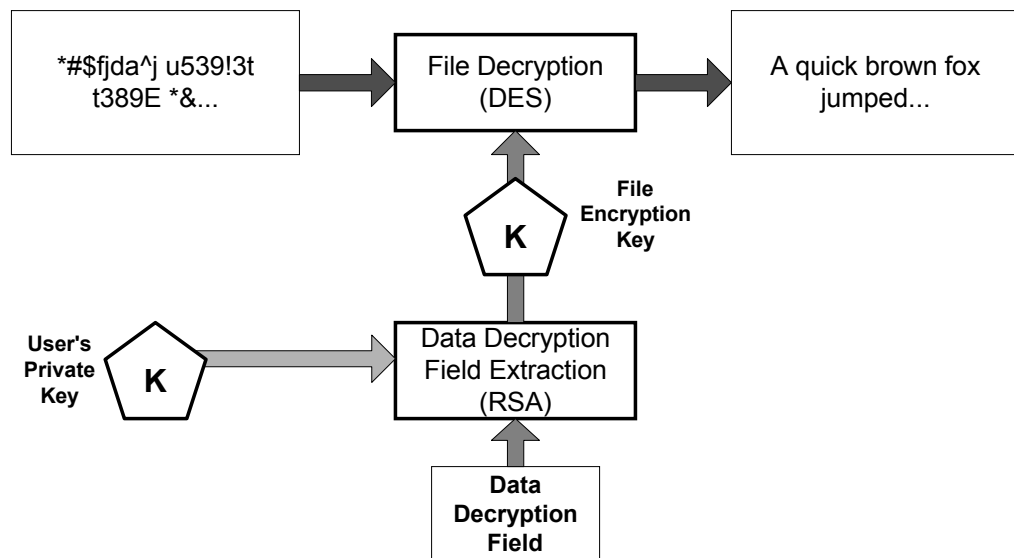 *#$fjda^j u539!3t
t389E *&...
File Decryption
(DES)
A quick brown fox
jumped...
K
File
Encryption
Key
User's
Private
Key
K
Data Decryption
Field Extraction
(RSA)
Data
Decryption
Field